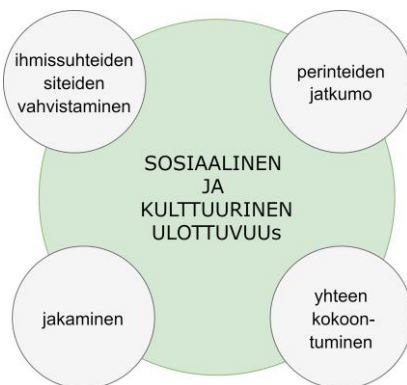 ihmissuhteiden
siteiden
vahvistaminen
perinteiden
jatkumo
SOSIAALINEN
JA
KULTTUURINEN
ULOTTUVUUs
jakaminen
yhteen
kokoon-
tuminen